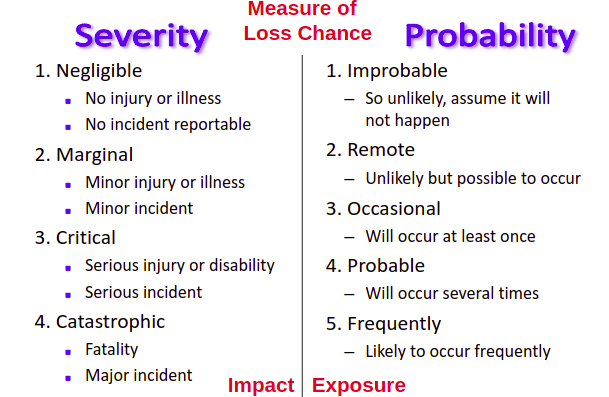 Measure of
Loss Chance
Severity
1. Negligible
▪ No injury or illness
▪ No incident reportable
2. Marginal
▪ Minor injury or illness
▪ Minor incident
3. Critical
▪ Serious injury or disability
▪ Serious incident
4. Catastrophic
▪ Fatality
▪ Major incident
Impact
Probability
1. Improbable
– So unlikely, assume it will
not happen
2. Remote
– Unlikely but possible to occur
3. Occasional
– Will occur at least once
4. Probable
– Will occur several times
5. Frequently
– Likely to occur frequently
Exposure